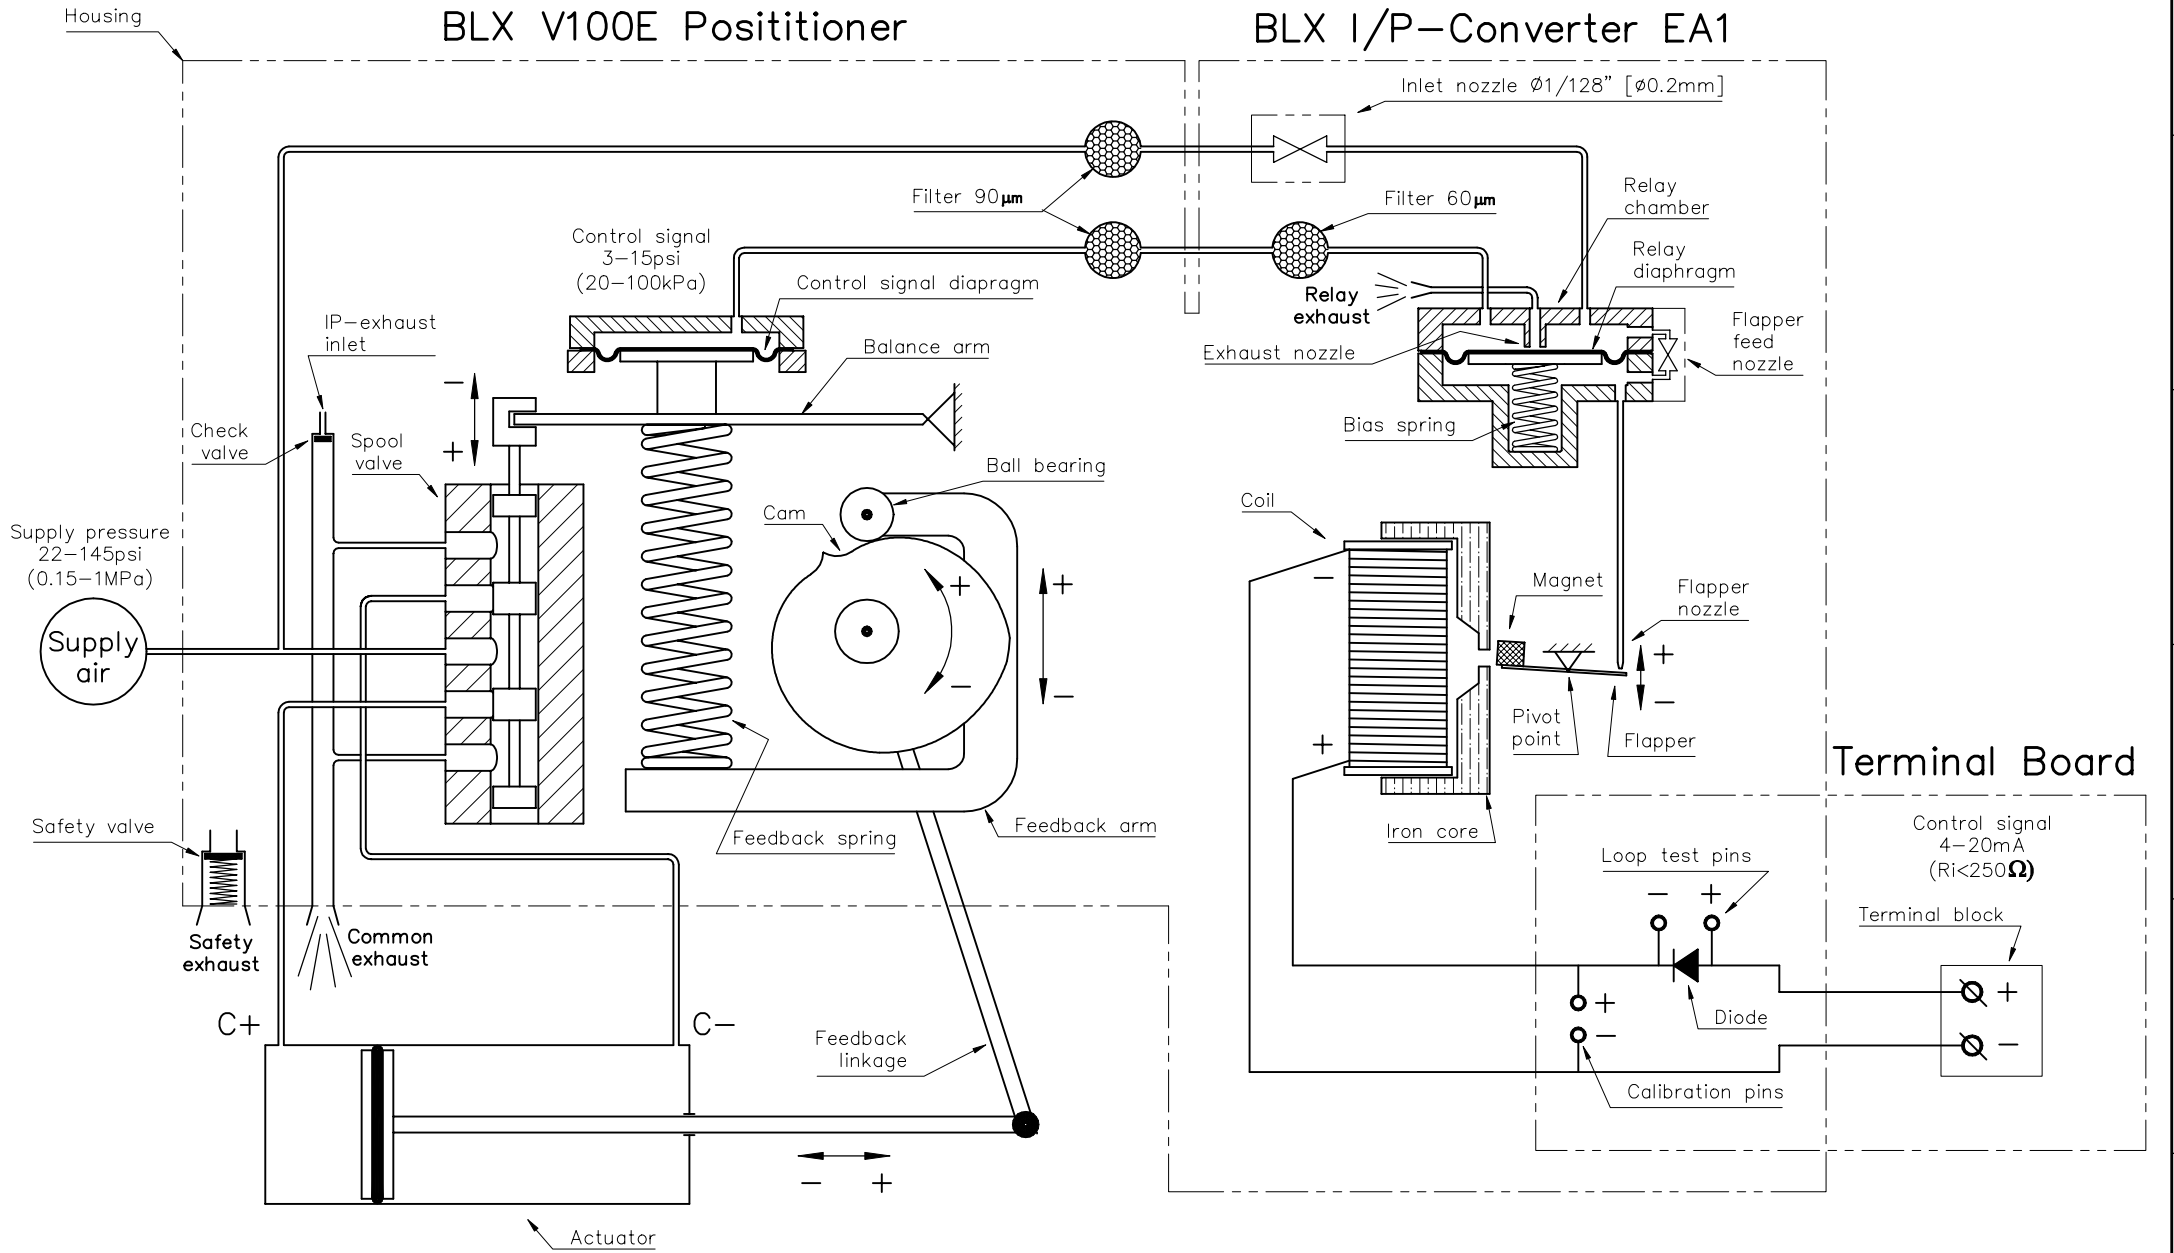 Housing
BLX V100E Posititioner
BLX I/P-Converter EA1
Inlet nozzle Ø1/128" [ø0.2mm]
Filter 90μm
Filter 60μm
Relay
chamber
Relay
diaphragm
Control signal
3-15psi
(20-100kPa)
Control signal diapragm
Relay
exhaust
IP-exhaust
inlet
Balance arm
Exhaust nozzle
Flapper
feed
nozzle
-
+
Check
valve
Spool
valve
Bias spring
Ball bearing
Cam
Coil
Supply pressure
22-145psi
(0.15-1MPa)
Supply
air
+
-
+
-
-
+
Magnet
Flapper
nozzle
+
-
Pivot
point
Flapper
Terminal Board
Safety valve
Feedback spring
Feedback arm
Iron core
Control signal
4-20mA
(Ri<250Ω)
Loop test pins
- +
Terminal block
Safety
exhaust
Common
exhaust
+
-
+
-
Diode
C+
C-
Feedback
linkage
Calibration pins
- +
Actuator